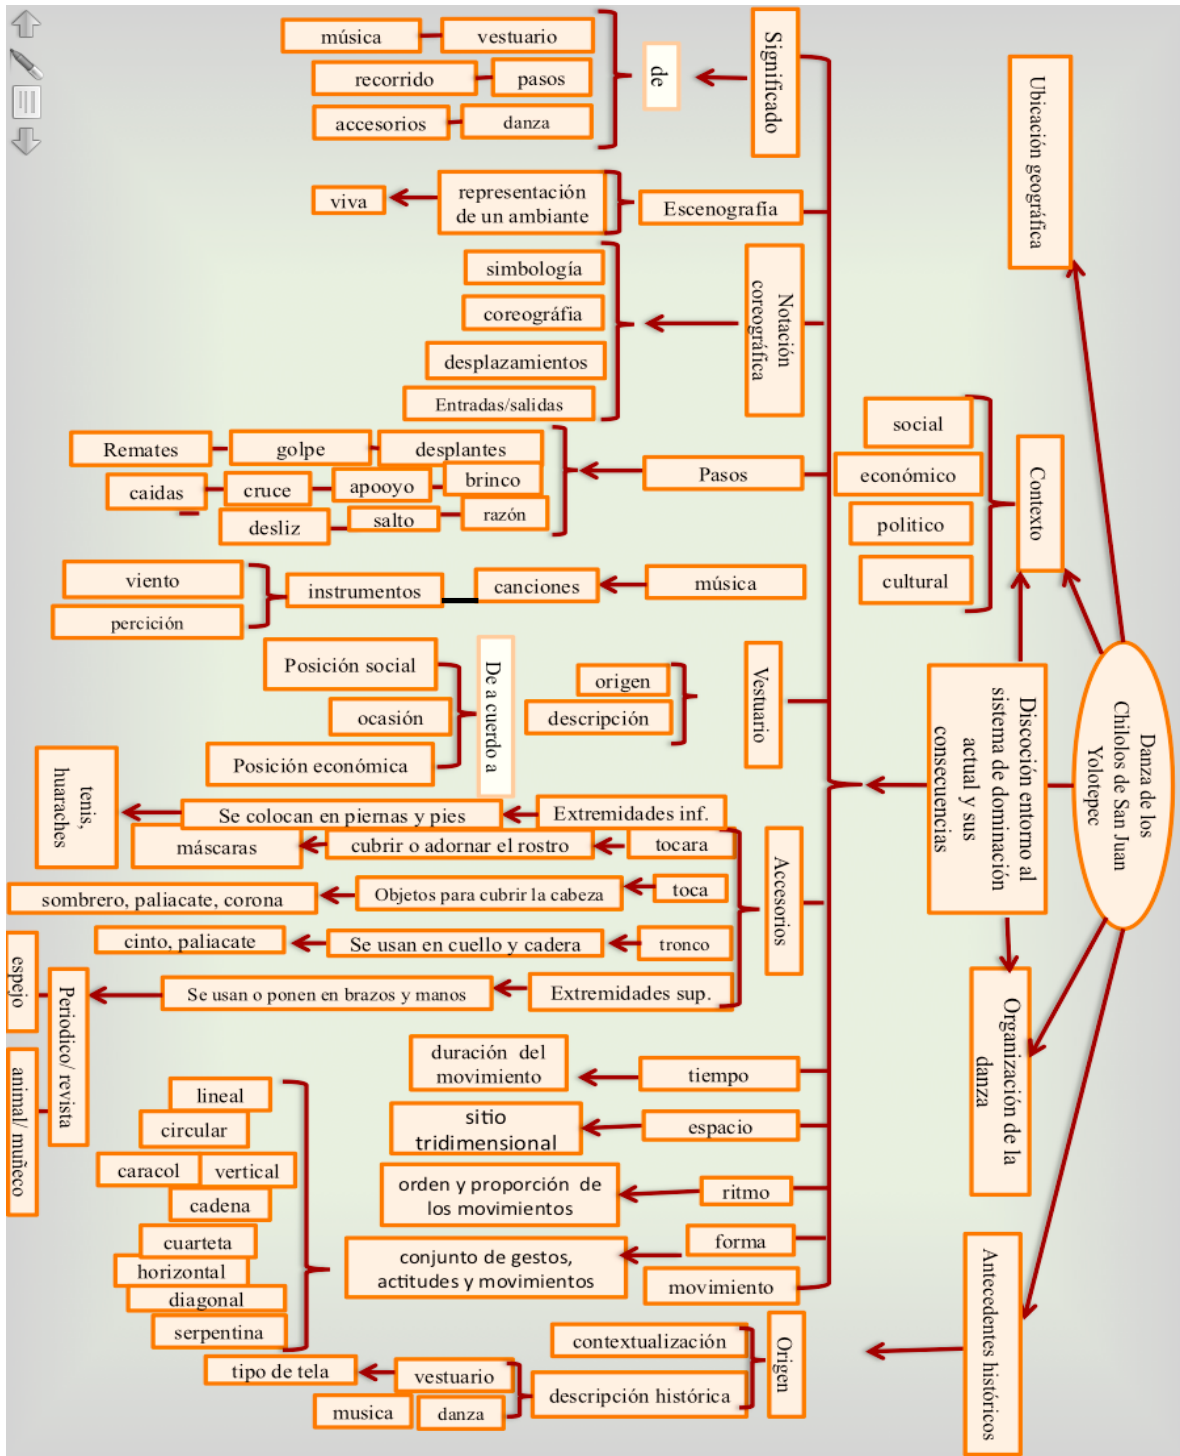 Danza de los
Chilolos de San Juan
Yolotepec
Ubicación geográfica
Contexto
social
económico
politico
cultural
Discoción entorno al
sistema de dominación
actual y sus
consecuencias
Organización de la
danza
Antecedentes históricos
Significado
de
música
vestuario
recorrido
pasos
accesorios
danza
Escenografía
representación
de un ambiante
viva
Notación
coreográfica
simbología
coreográfia
desplazamientos
Entradas/salidas
Pasos
Remates
golpe
desplantes
caidas
cruce
apooyo
brinco
desliz
salto
razón
música
canciones
instrumentos
viento
percición
Vestuario
origen
descripción
De a cuerdo a
Posición social
ocasión
Posición económica
Accesorios
Extremidades inf.
Se colocan en piernas y pies
tenis,
huaraches
tocara
cubrir o adornar el rostro
máscaras
toca
Objetos para cubrir la cabeza
sombrero, paliacate, corona
tronco
Se usan en cuello y cadera
cinto, paliacate
Extremidades sup.
Se usan o ponen en brazos y manos
Periodico/ revista
espejo
animal/ muñeco
tiempo
duración del
movimiento
espacio
sitio
tridimensional
ritmo
orden y proporción de
los movimientos
forma
conjunto de gestos,
actitudes y movimientos
movimiento
lineal
circular
caracol
vertical
cadena
cuarteta
horizontal
diagonal
serpentina
Origen
contextualización
descripción histórica
vestuario
tipo de tela
musica
danza